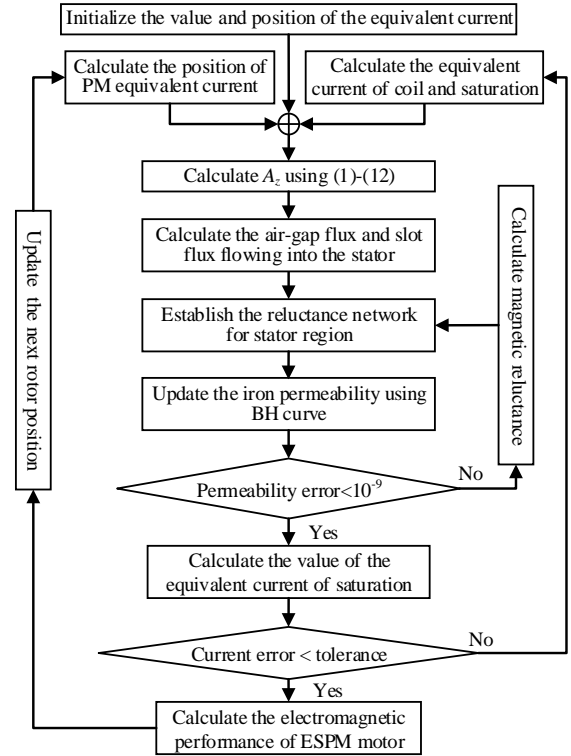 Initialize the value and position of the equivalent current
Calculate the position of
PM equivalent current
Calculate the equivalent
current of coil and saturation
Calculate A_z using (1)-(12)
Calculate the air-gap flux and slot
flux flowing into the stator
Establish the reluctance network
for stator region
Calculate magnetic reluctance
Update the next rotor position
Update the iron permeability using
BH curve
Permeability error<10^-9
No
Yes
Calculate the value of the
equivalent current of saturation
Current error < tolerance
No
Yes
Calculate the electromagnetic
performance of ESPM motor